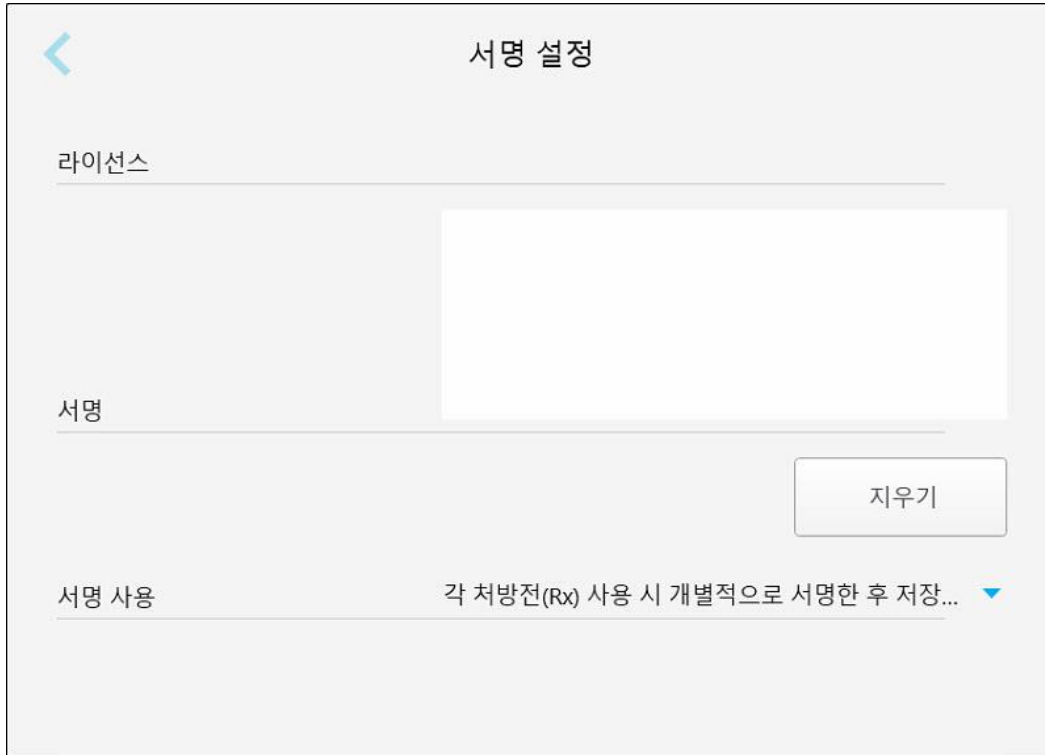 서명 설정
라이선스
서명
지우기
서명 사용
각 처방전(Rx) 사용 시 개별적으로 서명한 후 저장...